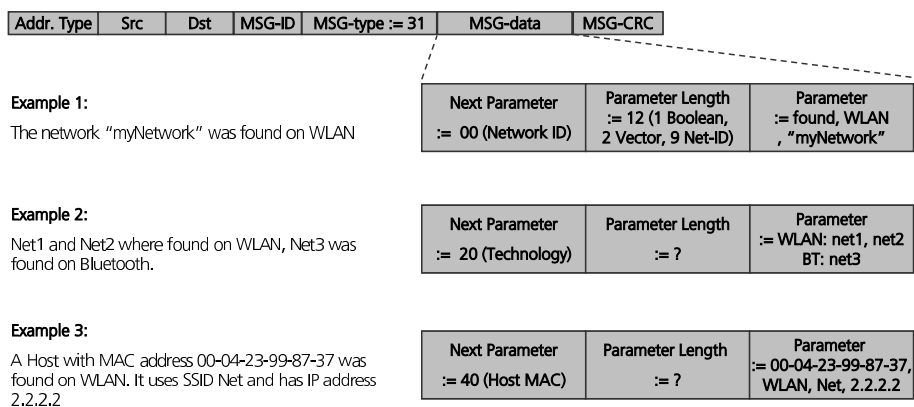 Addr. Type Src Dst MSG-ID MSG-type := 31 MSG-data MSG-CRC
Example 1:
The network "myNetwork" was found on WLAN
Next Parameter
:= 00 (Network ID)
Parameter Length
:= 12 (1 Boolean,
2 Vector, 9 Net-ID)
Parameter
:= found, WLAN
, "myNetwork"
Example 2:
Net1 and Net2 where found on WLAN, Net3 was
found on Bluetooth.
Next Parameter
:= 20 (Technology)
Parameter Length
:= ?
Parameter
:= WLAN: net1, net2
BT: net3
Example 3:
A Host with MAC address 00-04-23-99-87-37 was
found on WLAN. It uses SSID Net and has IP address
2.2.2.2
Next Parameter
:= 40 (Host MAC)
Parameter Length
:= ?
Parameter
:= 00-04-23-99-87-37,
WLAN, Net, 2.2.2.2